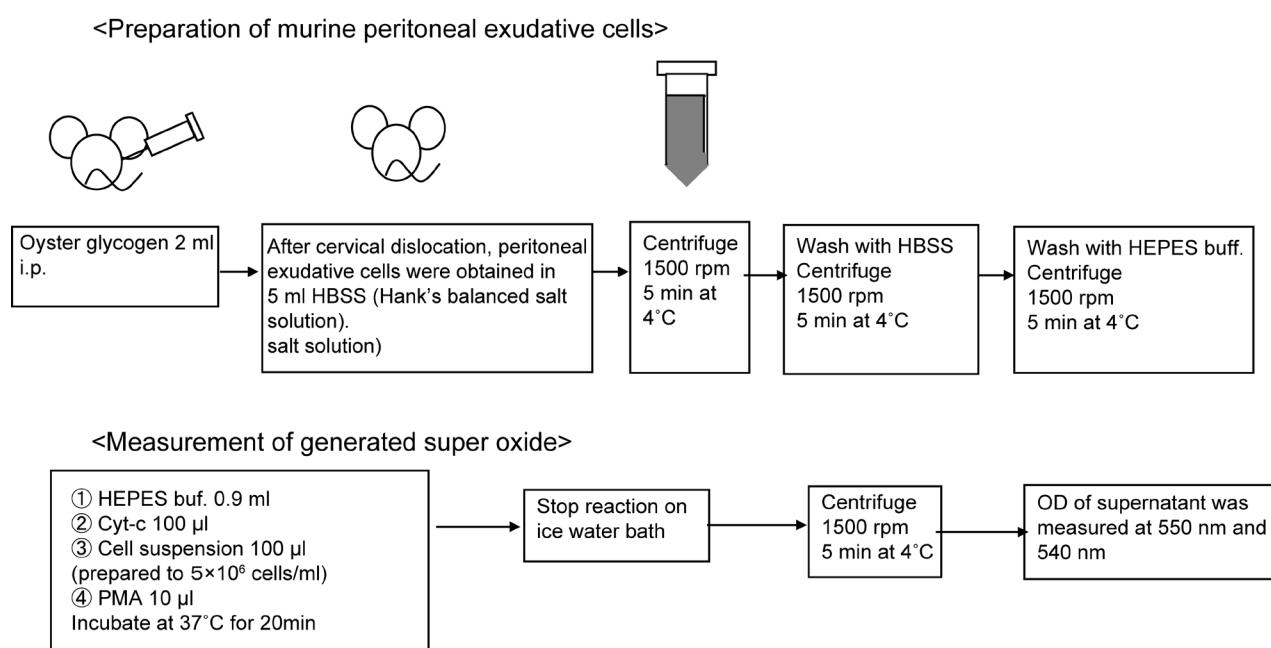 <Preparation of murine peritoneal exudative cells>
Oyster glycogen 2 ml
i.p.
After cervical dislocation, peritoneal
exudative cells were obtained in
5 ml HBSS (Hank’s balanced salt
solution).
salt solution)
Centrifuge
1500 rpm
5 min at
4˚C
Wash with HBSS
Centrifuge
1500 rpm
5 min at 4˚C
Wash with HEPES buff.
Centrifuge
1500 rpm
5 min at 4˚C
<Measurement of generated super oxide>
① HEPES buf. 0.9 ml
② Cyt-c 100 µl
③ Cell suspension 100 µl
(prepared to 5×10⁶ cells/ml)
④ PMA 10 µl
Incubate at 37˚C for 20min
Stop reaction on
ice water bath
Centrifuge
1500 rpm
5 min at 4˚C
OD of supernatant was
measured at 550 nm and
540 nm